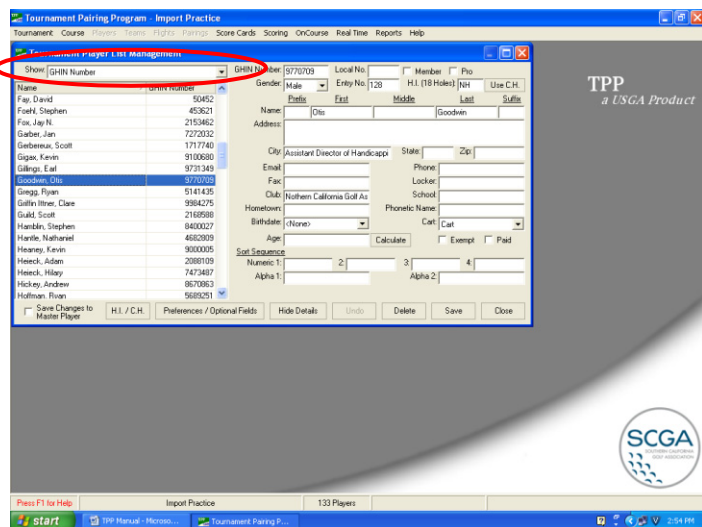 Tournament Pairing Program - Import Practice
Tournament Course Players Teams Flights Pairings Score Cards Scoring OnCourse Real Time Reports Help
Tournament Player List Management
Show: GHIN Number
GHIN Number: 9770709 Local No. Member Pro
Gender: Male Entry No. 128 H.I. (18 Holes): NH Use C.H.
Prefix First Middle Last Suffix
Name: Otis Goodwin
Address:
City: Assistant Director of Handicappi State: Zip:
Email: Phone:
Fax: Locker:
Club: Nothern California Golf As School:
Hometown: Phonetic Name:
Birthdate: <None> Cart: Cart
Age: Calculate Exempt Paid
Sort Sequence
Numeric 1: 2: 3: 4:
Alpha 1: Alpha 2:
Name GHIN Number
Fay, David 50452
Foehl, Stephen 453621
Fox, Jay N. 2153462
Garber, Jan 7272032
Gerbereux, Scott 1717740
Gigax, Kevin 9100680
Gillings, Earl 9731349
Goodwin, Otis 9770709
Gregg, Ryan 5141435
Griffin Ittner, Clare 9984275
Guild, Scott 2168588
Hamblin, Stephen 8400027
Hantle, Nathaniel 4682809
Heaney, Kevin 9000005
Heieck, Adam 2088109
Heieck, Hilary 7473487
Hickey, Andrew 8670863
Hoffman, Ryan 5689251
Save Changes to Master Player H.I. / C.H. Preferences / Optional Fields Hide Details Undo Delete Save Close
TPP
a USGA Product
SCGA
SOUTHERN CALIFORNIA
GOLF ASSOCIATION
Press F1 for Help Import Practice 133 Players
start TPP Manual - Microso... Tournament Pairing P... 2:54 PM